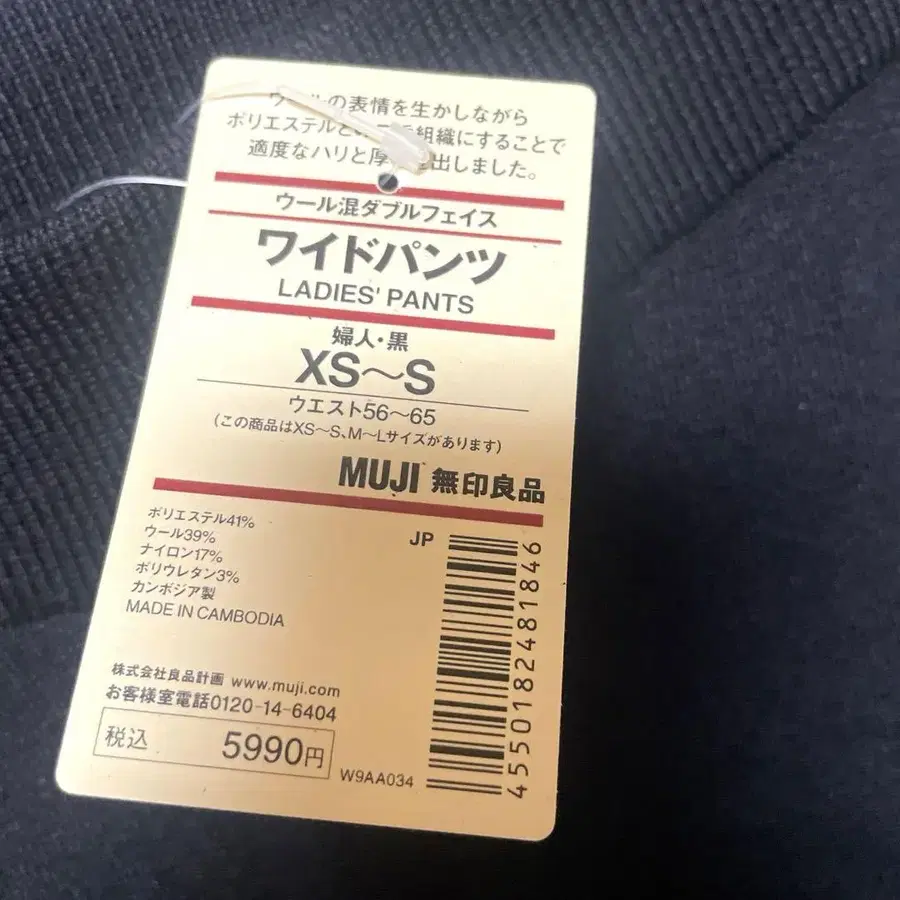 の表情を生かしながら
ポリエステルと 組織にすることで
適度なハリと厚 出しました。
ウール混ダブルフェイス
ワイドパンツ
LADIES' PANTS
婦人・黒
XS〜S
ウエスト56〜65
(この商品はXS〜S、M〜Lサイズがあります)
MUJI 無印良品
ポリエステル41%
ウール39%
ナイロン17%
ポリウレタン3%
カンボジア製
MADE IN CAMBODIA
JP
4550182481846
株式会社良品計画 www.muji.com
お客様室電話0120-14-6404
税込 5990円
W9AA034